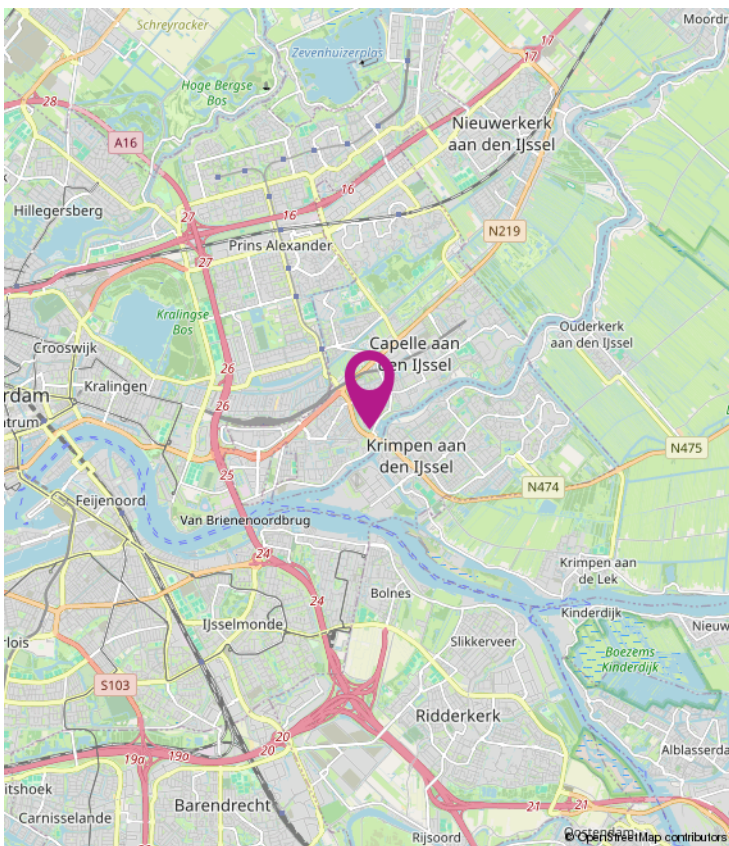 Schreyracker
Moordr
Zevenhuizerplas
17
17
Hoge Bergse
Bos
28
A16
Nieuwerkerk
aan den IJssel
16
Hillegersberg
27
16
N219
Prins Alexander
27
Kralingse
Bos
Ouderkerk
aan den IJssel
Crooswijk
Capelle aan
den IJssel
26
Kralingen
rdam
26
ntrum
Krimpen aan
den IJssel
N475
25
N474
Feijenoord
Van Brienenoordbrug
24
Krimpen aan
de Lek
24
Bolnes
Kinderdijk
IJsselmonde
Nieuw
rlois
Slikkerveer
Boezems
Kinderdijk
S103
Ridderkerk
20
19a
19a
20
Alblasserda
itshoek
Barendrecht
21
21
Carnisselande
Rijsoord
Oostendam
© OpenStreetMap contributors